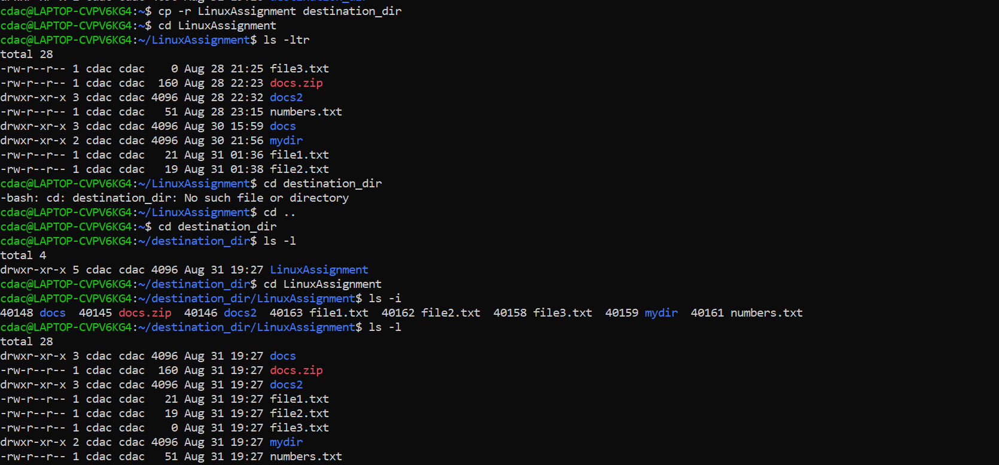 cdac@LAPTOP-CVPV6KG4:~$ cp -r LinuxAssignment destination_dir
cdac@LAPTOP-CVPV6KG4:~$ cd LinuxAssignment
cdac@LAPTOP-CVPV6KG4:~/LinuxAssignment$ ls -ltr
total 28
-rw-r--r-- 1 cdac cdac    0 Aug 28 21:25 file3.txt
-rw-r--r-- 1 cdac cdac  160 Aug 28 22:23 docs.zip
drwxr-xr-x 3 cdac cdac 4096 Aug 28 22:32 docs2
-rw-r--r-- 1 cdac cdac   51 Aug 28 23:15 numbers.txt
drwxr-xr-x 3 cdac cdac 4096 Aug 30 15:59 docs
drwxr-xr-x 2 cdac cdac 4096 Aug 30 21:56 mydir
-rw-r--r-- 1 cdac cdac   21 Aug 31 01:36 file1.txt
-rw-r--r-- 1 cdac cdac   19 Aug 31 01:38 file2.txt
cdac@LAPTOP-CVPV6KG4:~/LinuxAssignment$ cd destination_dir
-bash: cd: destination_dir: No such file or directory
cdac@LAPTOP-CVPV6KG4:~/LinuxAssignment$ cd ..
cdac@LAPTOP-CVPV6KG4:~$ cd destination_dir
cdac@LAPTOP-CVPV6KG4:~/destination_dir$ ls -l
total 4
drwxr-xr-x 5 cdac cdac 4096 Aug 31 19:27 LinuxAssignment
cdac@LAPTOP-CVPV6KG4:~/destination_dir$ cd LinuxAssignment
cdac@LAPTOP-CVPV6KG4:~/destination_dir/LinuxAssignment$ ls -i
40148 docs  40145 docs.zip  40146 docs2  40163 file1.txt  40162 file2.txt  40158 file3.txt  40159 mydir  40161 numbers.txt
cdac@LAPTOP-CVPV6KG4:~/destination_dir/LinuxAssignment$ ls -l
total 28
drwxr-xr-x 3 cdac cdac 4096 Aug 31 19:27 docs
-rw-r--r-- 1 cdac cdac  160 Aug 31 19:27 docs.zip
drwxr-xr-x 3 cdac cdac 4096 Aug 31 19:27 docs2
-rw-r--r-- 1 cdac cdac   21 Aug 31 19:27 file1.txt
-rw-r--r-- 1 cdac cdac   19 Aug 31 19:27 file2.txt
-rw-r--r-- 1 cdac cdac    0 Aug 31 19:27 file3.txt
drwxr-xr-x 2 cdac cdac 4096 Aug 31 19:27 mydir
-rw-r--r-- 1 cdac cdac   51 Aug 31 19:27 numbers.txt